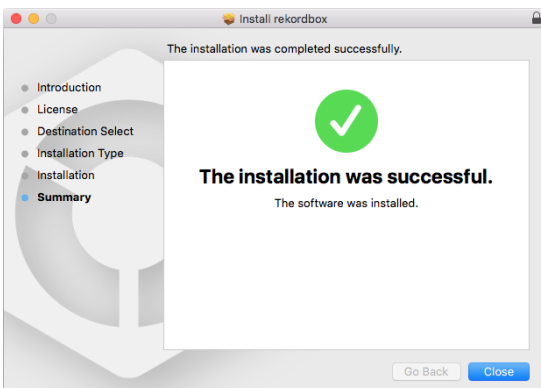 Install rekordbox
The installation was completed successfully.
Introduction
License
Destination Select
Installation Type
Installation
Summary
The installation was successful.
The software was installed.
Go Back
Close